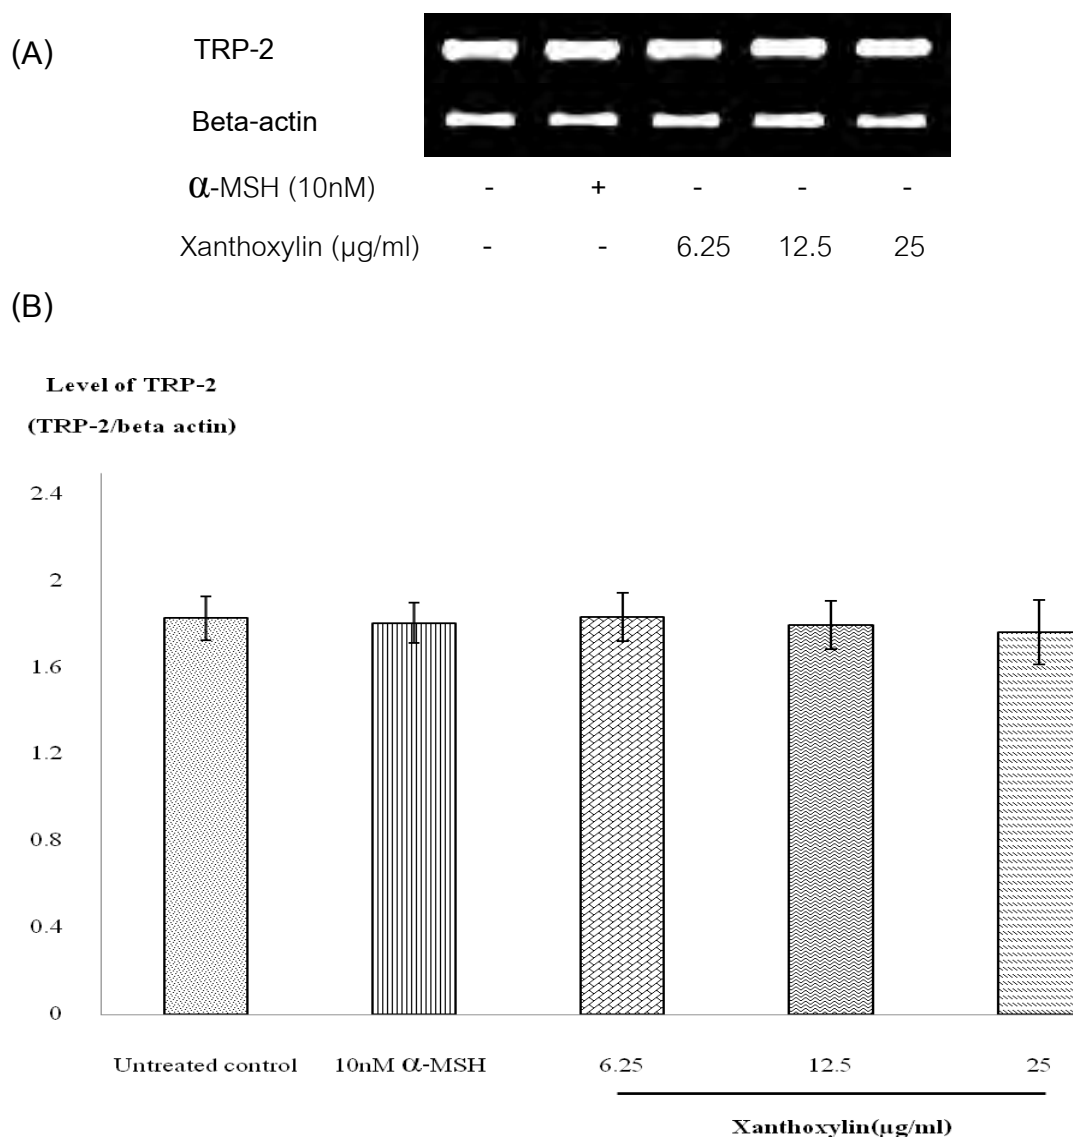 (A)
TRP-2
Beta-actin
α-MSH (10nM) - + - - -
Xanthoxylin (µg/ml) - - 6.25 12.5 25
(B)
Level of TRP-2
(TRP-2/beta actin)
2.4
2
1.6
1.2
0.8
0.4
0
Untreated control 10nM α-MSH 6.25 12.5 25
Xanthoxylin(µg/ml)